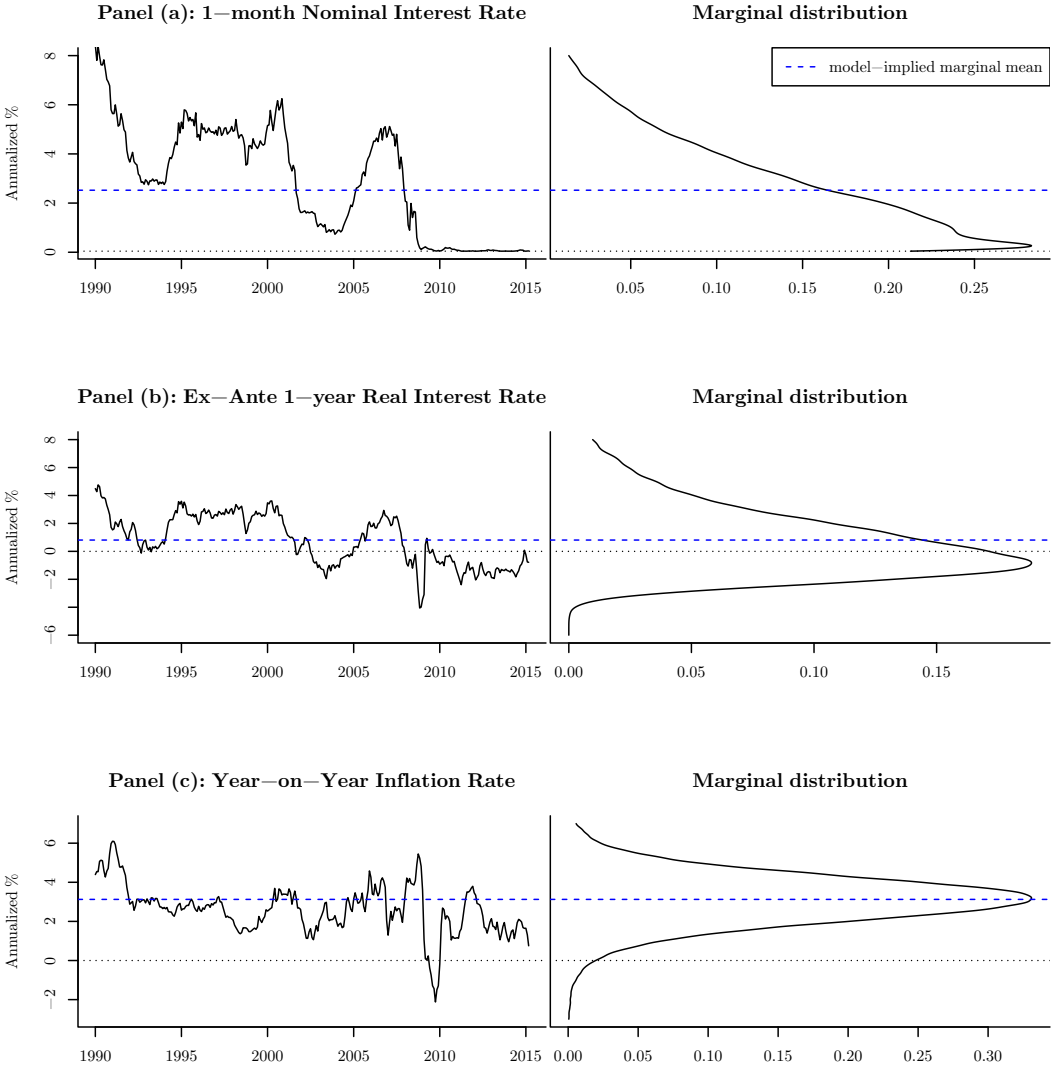 Panel (a): 1−month Nominal Interest Rate
Marginal distribution
Annualized %
8
6
4
2
0
1990 1995 2000 2005 2010 2015
model−implied marginal mean
0.05 0.10 0.15 0.20 0.25
Panel (b): Ex−Ante 1−year Real Interest Rate
Marginal distribution
Annualized %
8
6
4
2
0
−2
−6
1990 1995 2000 2005 2010 2015
0.00 0.05 0.10 0.15
Panel (c): Year−on−Year Inflation Rate
Marginal distribution
Annualized %
6
4
2
0
−2
1990 1995 2000 2005 2010 2015
0.00 0.05 0.10 0.15 0.20 0.25 0.30